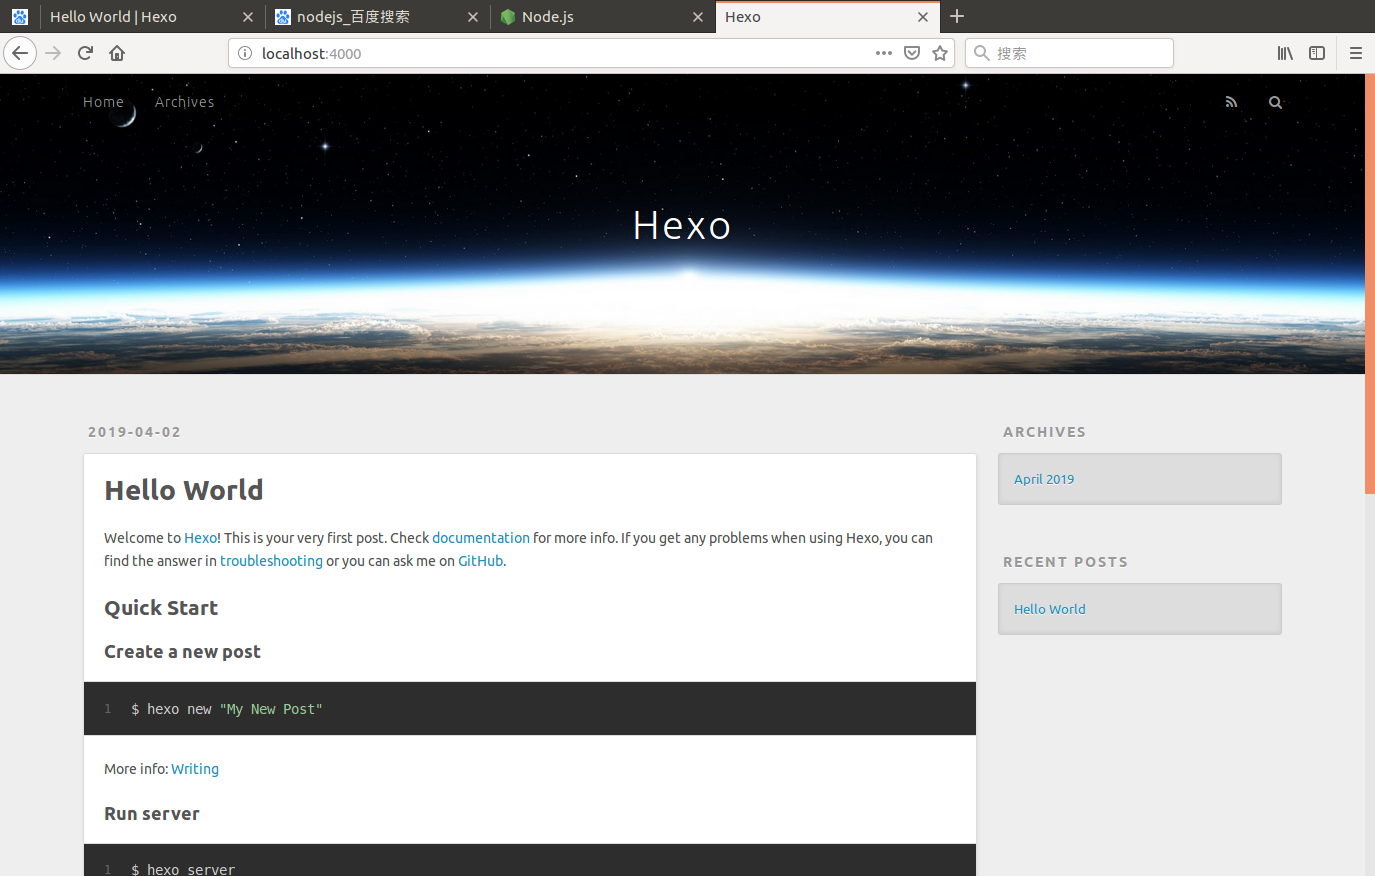 Hello World | Hexo
nodejs_百度搜索
Node.js
Hexo
localhost:4000
搜索
Home
Archives
Hexo
2019-04-02
Hello World
Welcome to Hexo! This is your very first post. Check documentation for more info. If you get any problems when using Hexo, you can
find the answer in troubleshooting or you can ask me on GitHub.
Quick Start
Create a new post
1 $ hexo new "My New Post"
More info: Writing
Run server
1 $ hexo server
ARCHIVES
April 2019
RECENT POSTS
Hello World